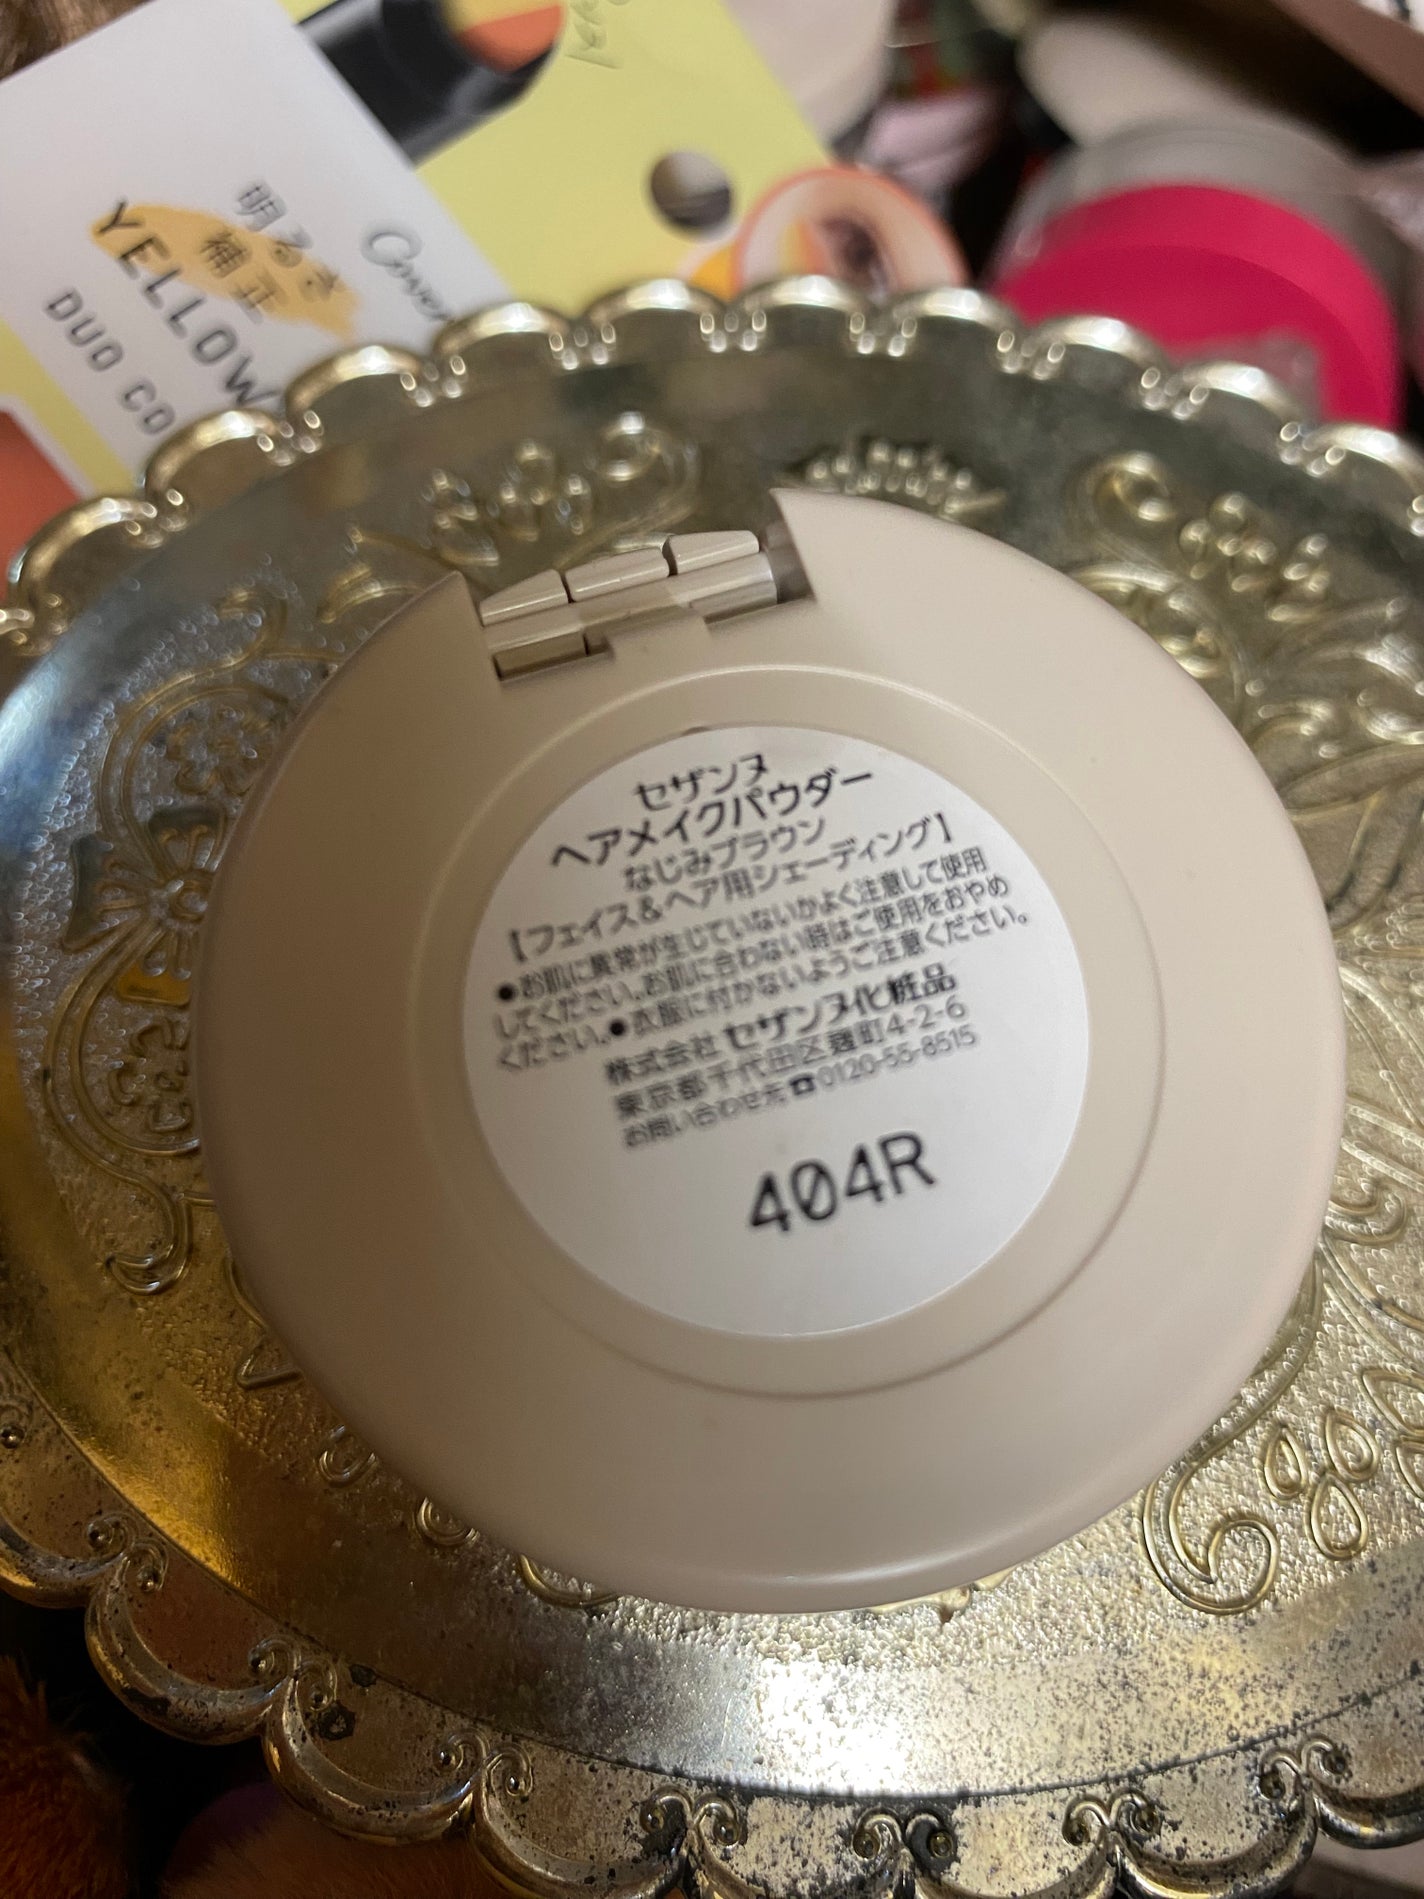 明るさ
補正
YELLOW
DUO CO
Cover
セザンヌ
ヘアメイクパウダー
なじみブラウン
【フェイス&ヘア用シェーディング】
●お肌に異常が生じていないかよく注意して使用
してください。お肌に合わない時はご使用をおやめ
ください。●衣服に付かないようご注意ください。
株式会社 セザンヌ化粧品
東京都千代田区麹町4-2-6
お問い合わせ先☎0120-55-8515
404R